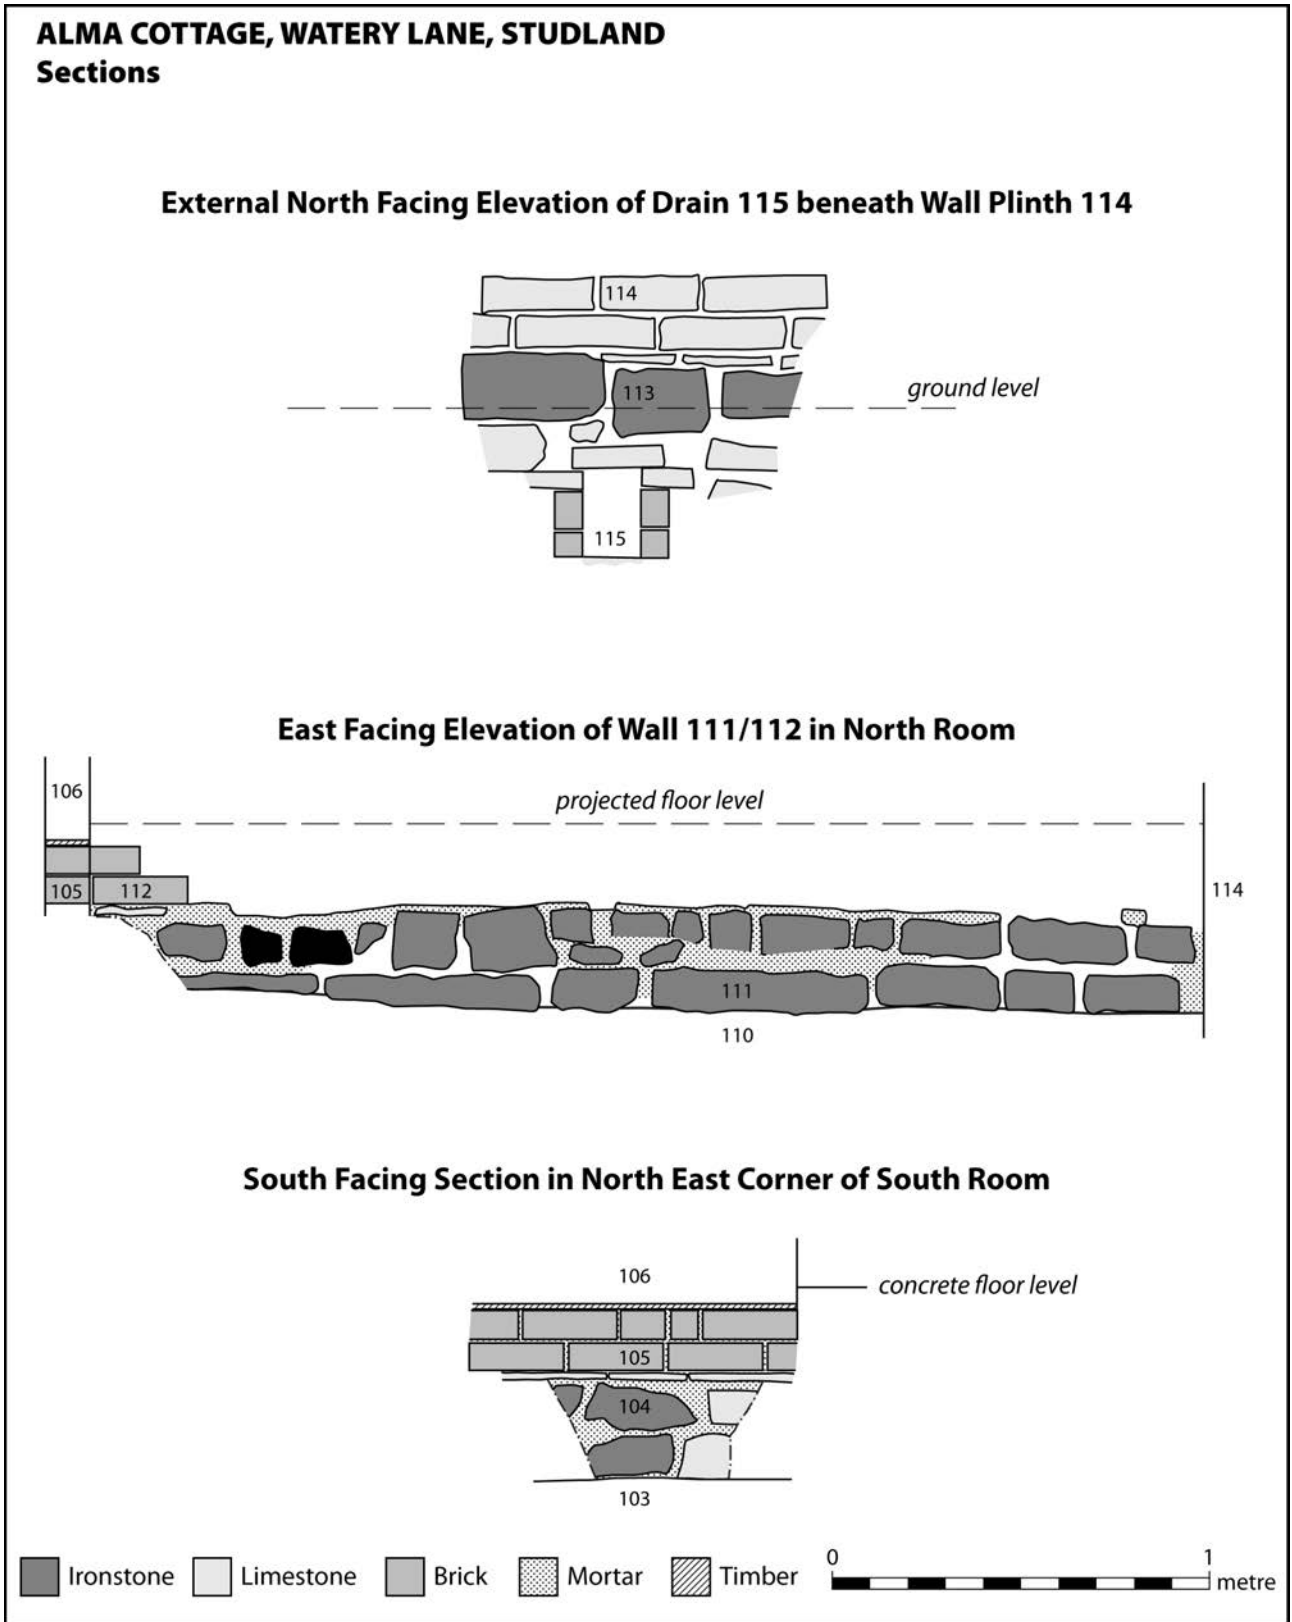 ALMA COTTAGE, WATERY LANE, STUDLAND
Sections
External North Facing Elevation of Drain 115 beneath Wall Plinth 114
114
113
ground level
115
East Facing Elevation of Wall 111/112 in North Room
106
projected floor level
105
112
114
111
110
South Facing Section in North East Corner of South Room
106
concrete floor level
105
104
103
0 1
Ironstone Limestone Brick Mortar Timber metre